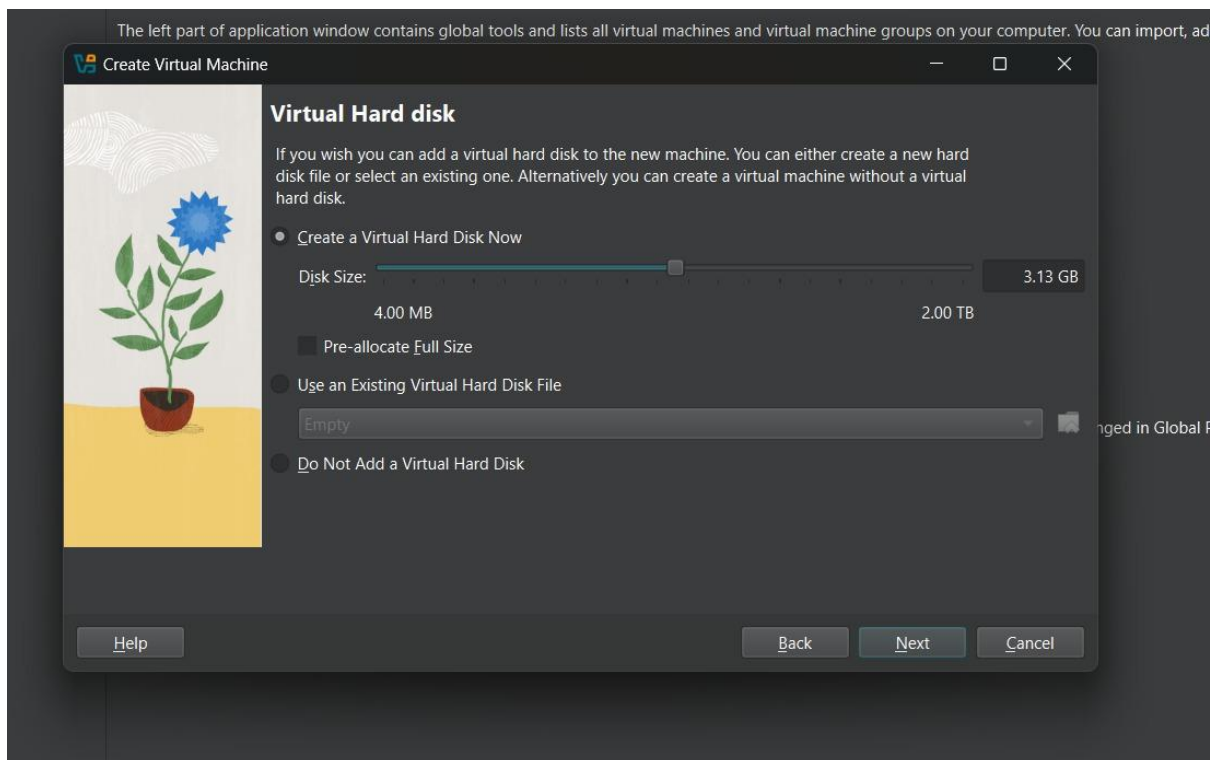 The left part of application window contains global tools and lists all virtual machines and virtual machine groups on your computer. You can import, ad
Create Virtual Machine
Virtual Hard disk
If you wish you can add a virtual hard disk to the new machine. You can either create a new hard
disk file or select an existing one. Alternatively you can create a virtual machine without a virtual
hard disk.
Create a Virtual Hard Disk Now
Disk Size: 3.13 GB
4.00 MB 2.00 TB
Pre-allocate Full Size
Use an Existing Virtual Hard Disk File
Empty
nged in Global
Do Not Add a Virtual Hard Disk
Help Back Next Cancel